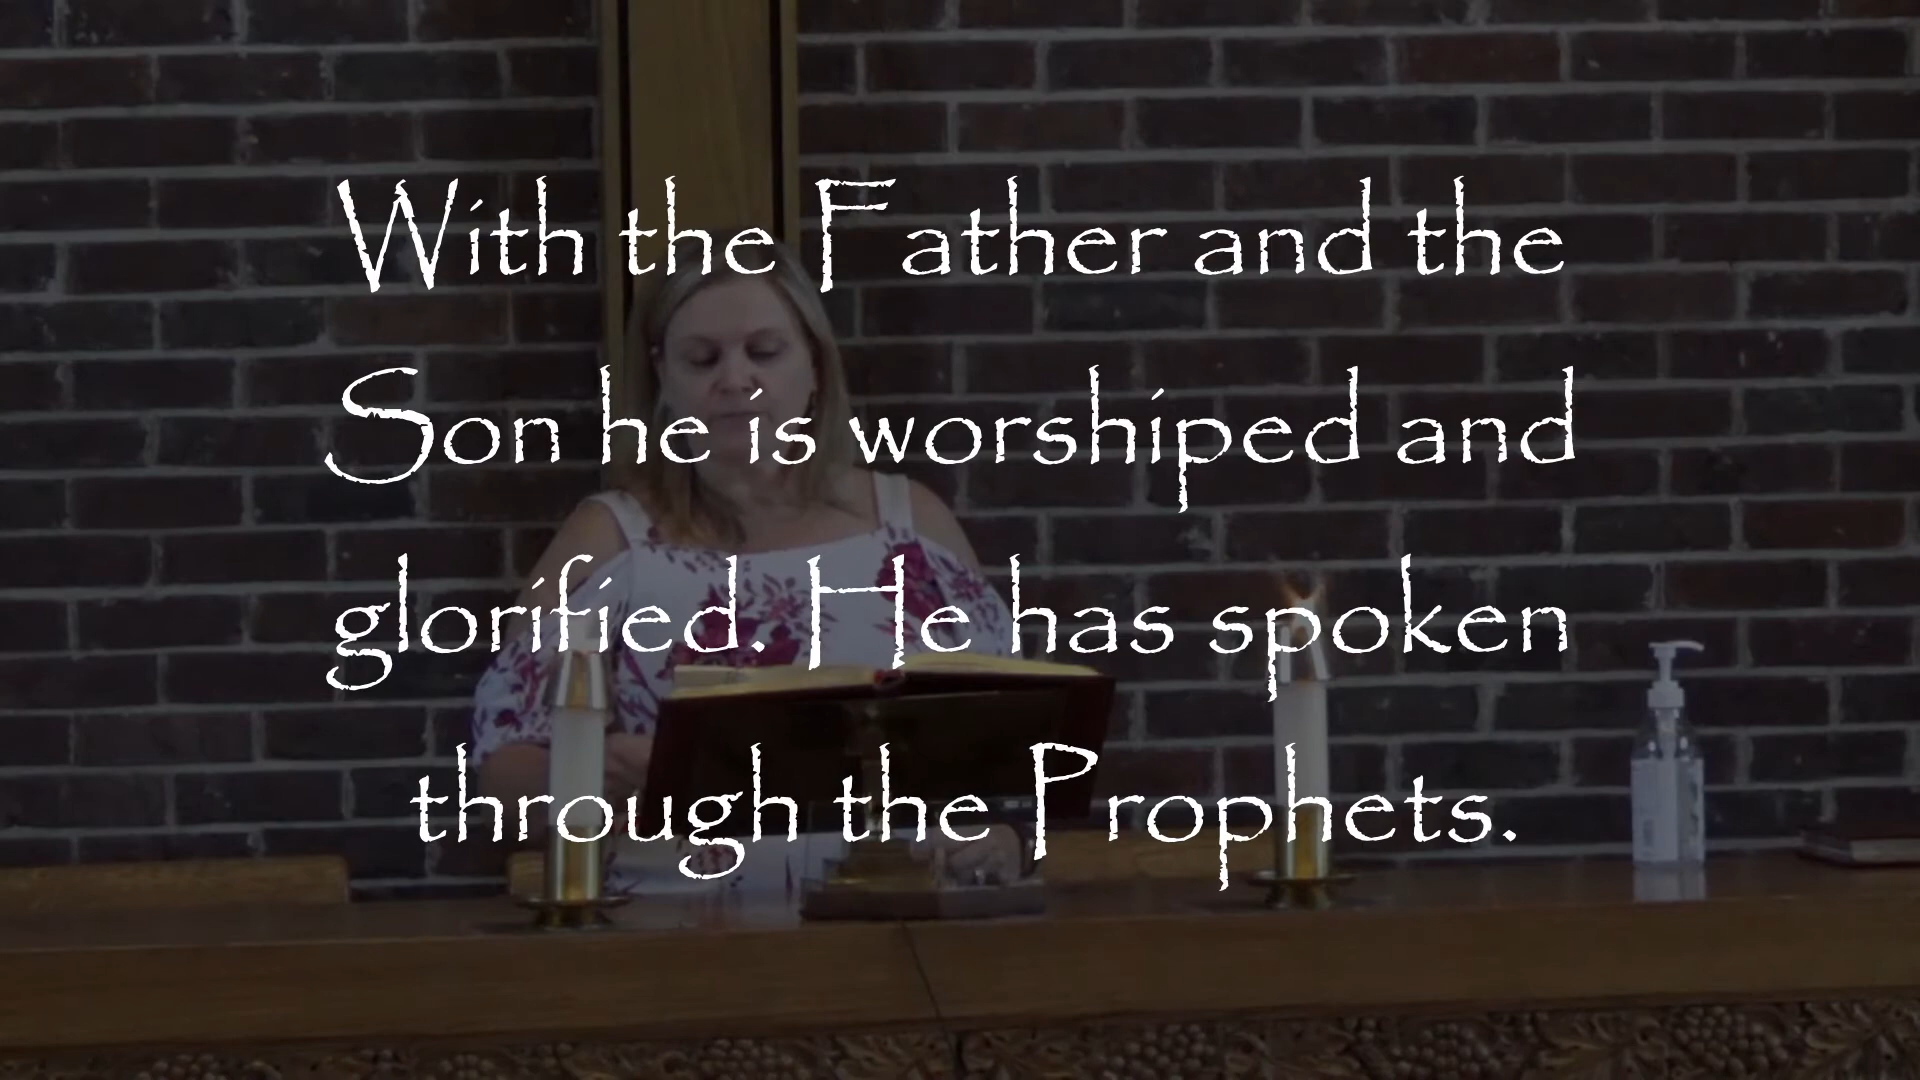 With the Father and the
Son he is worshiped and
glorified. He has spoken
through the Prophets.